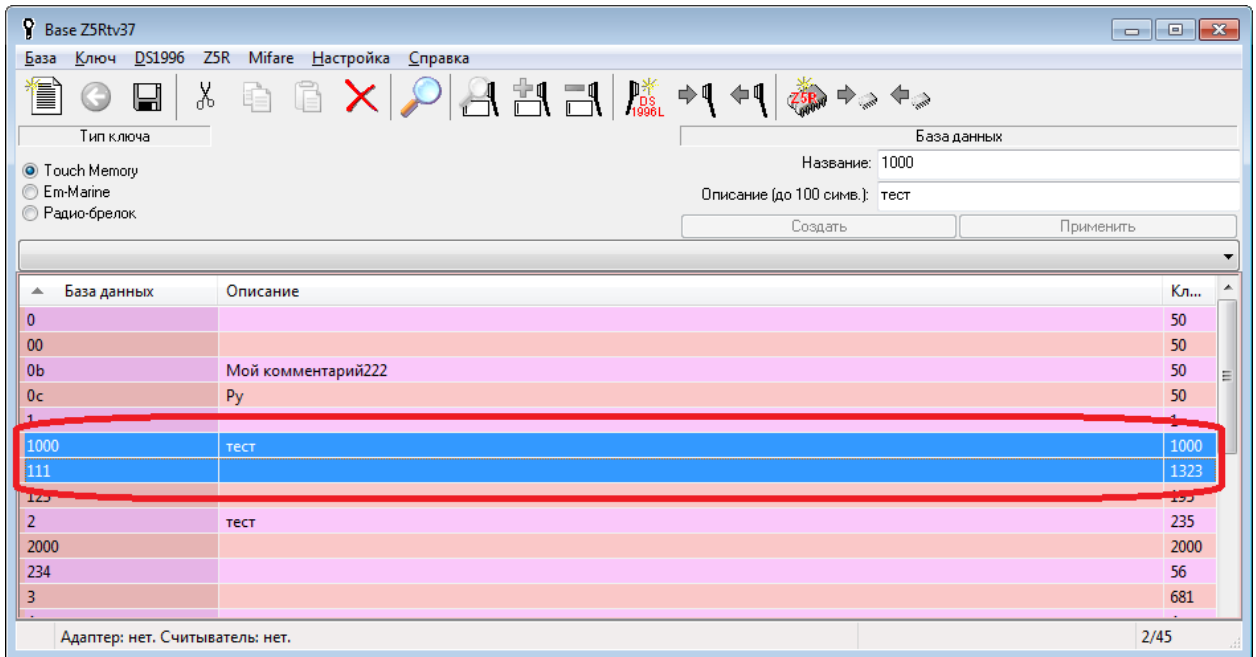 Base Z5Rtv37
База Ключ DS1996 Z5R Mifare Настройка Справка
DS
1996L
Z5R
Тип ключа
База данных
Touch Memory
Em-Marine
Радио-брелок
Название: 1000
Описание (до 100 симв.): тест
Создать Применить
База данных Описание Кл...
0 50
00 50
0b Мой комментарий222 50
0c Ру 50
1 1
1000 тест 1000
111 1323
123 195
2 тест 235
2000 2000
234 56
3 681
Адаптер: нет. Считыватель: нет. 2/45